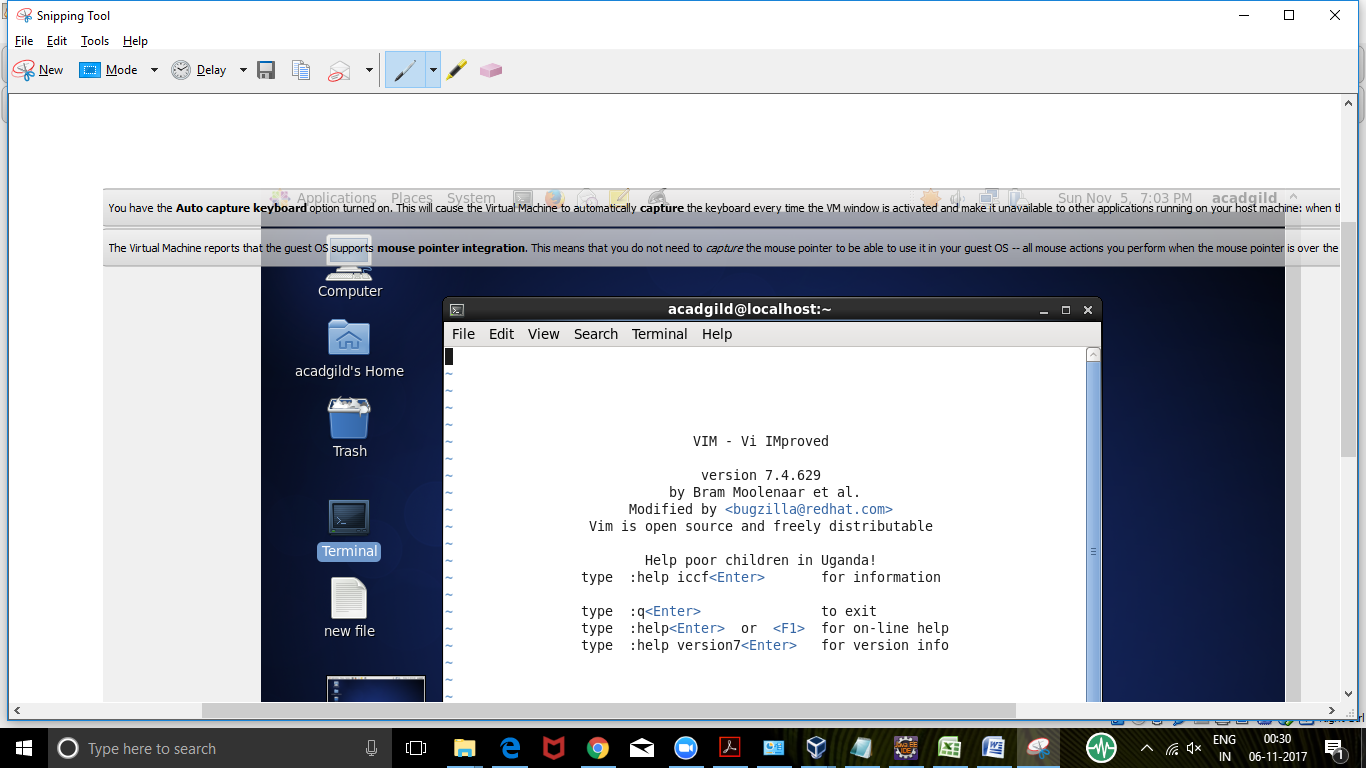 Snipping Tool
File Edit Tools Help
New Mode Delay
Applications Places System Sun Nov 5, 7:03 PM acadgild
You have the Auto capture keyboard option turned on. This will cause the Virtual Machine to automatically capture the keyboard every time the VM window is activated and make it unavailable to other applications running on your host machine: when th
The Virtual Machine reports that the guest OS supports mouse pointer integration. This means that you do not need to capture the mouse pointer to be able to use it in your guest OS -- all mouse actions you perform when the mouse pointer is over the
Computer
acadgild's Home
Trash
Terminal
new file
acadgild@localhost:~
File Edit View Search Terminal Help
~
~
~
~
~ VIM - Vi IMproved
~
~ version 7.4.629
~ by Bram Moolenaar et al.
~ Modified by <bugzilla@redhat.com>
~ Vim is open source and freely distributable
~
~ Help poor children in Uganda!
~ type :help iccf<Enter> for information
~
~ type :q<Enter> to exit
~ type :help<Enter> or <F1> for on-line help
~ type :help version7<Enter> for version info
~
~
~
Type here to search
ENG
IN
00:30
06-11-2017
1